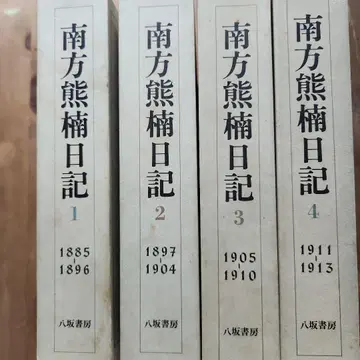 南方熊楠日記
1
1885
-
1896
八坂書房
南方熊楠日記
2
1897
-
1904
八坂書房
南方熊楠日記
3
1905
-
1910
八坂書房
南方熊楠日記
4
1911
-
1913
八坂書房